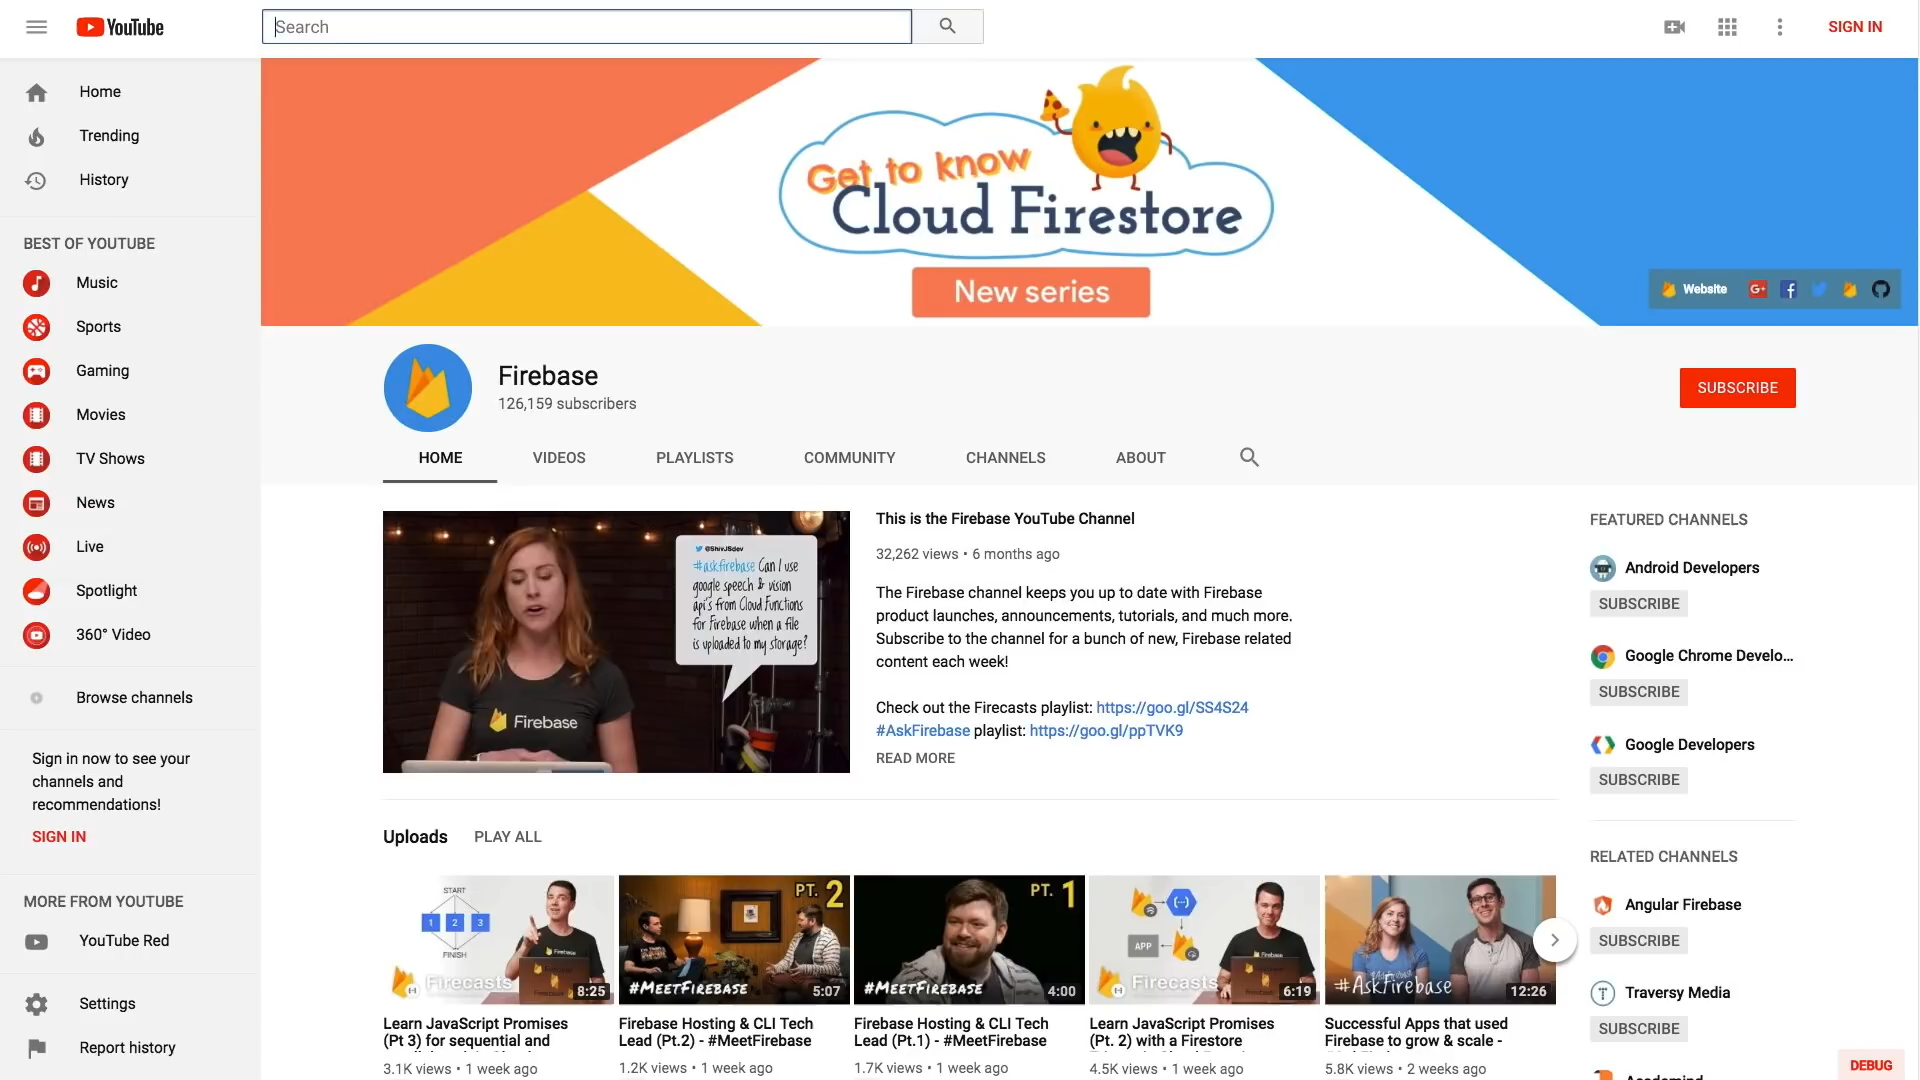 YouTube
Search
SIGN IN
Home
Trending
History
BEST OF YOUTUBE
Music
Sports
Gaming
Movies
TV Shows
News
Live
Spotlight
360° Video
Browse channels
Sign in now to see your
channels and
recommendations!
SIGN IN
MORE FROM YOUTUBE
YouTube Red
Settings
Report history
Get to know
Cloud Firestore
New series
Website
G+
Firebase
126,159 subscribers
SUBSCRIBE
HOME VIDEOS PLAYLISTS COMMUNITY CHANNELS ABOUT
@ShivJSdev
#askfirebase Can I use
google speech & vision
api's from Cloud Functions
for Firebase when a file
is uploaded to my storage?
Firebase
This is the Firebase YouTube Channel
32,262 views • 6 months ago
The Firebase channel keeps you up to date with Firebase
product launches, announcements, tutorials, and much more.
Subscribe to the channel for a bunch of new, Firebase related
content each week!
Check out the Firecasts playlist: https://goo.gl/SS4S24
#AskFirebase playlist: https://goo.gl/ppTVK9
READ MORE
Uploads PLAY ALL
START
1 2 3
FINISH
Firebase
Firecasts
8:25
Learn JavaScript Promises
(Pt 3) for sequential and
3.1K views • 1 week ago
PT. 2
#MEETFIREBASE
5:07
Firebase Hosting & CLI Tech
Lead (Pt.2) - #MeetFirebase
1.2K views • 1 week ago
PT. 1
#MEETFIREBASE
4:00
Firebase Hosting & CLI Tech
Lead (Pt.1) - #MeetFirebase
1.7K views • 1 week ago
APP
Firebase
Firecasts
6:19
Learn JavaScript Promises
(Pt. 2) with a Firestore
4.5K views • 1 week ago
#AskFirebase
12:26
Successful Apps that used
Firebase to grow & scale -
5.8K views • 2 weeks ago
FEATURED CHANNELS
Android Developers
SUBSCRIBE
Google Chrome Develo...
SUBSCRIBE
Google Developers
SUBSCRIBE
RELATED CHANNELS
Angular Firebase
SUBSCRIBE
Traversy Media
SUBSCRIBE
DEBUG